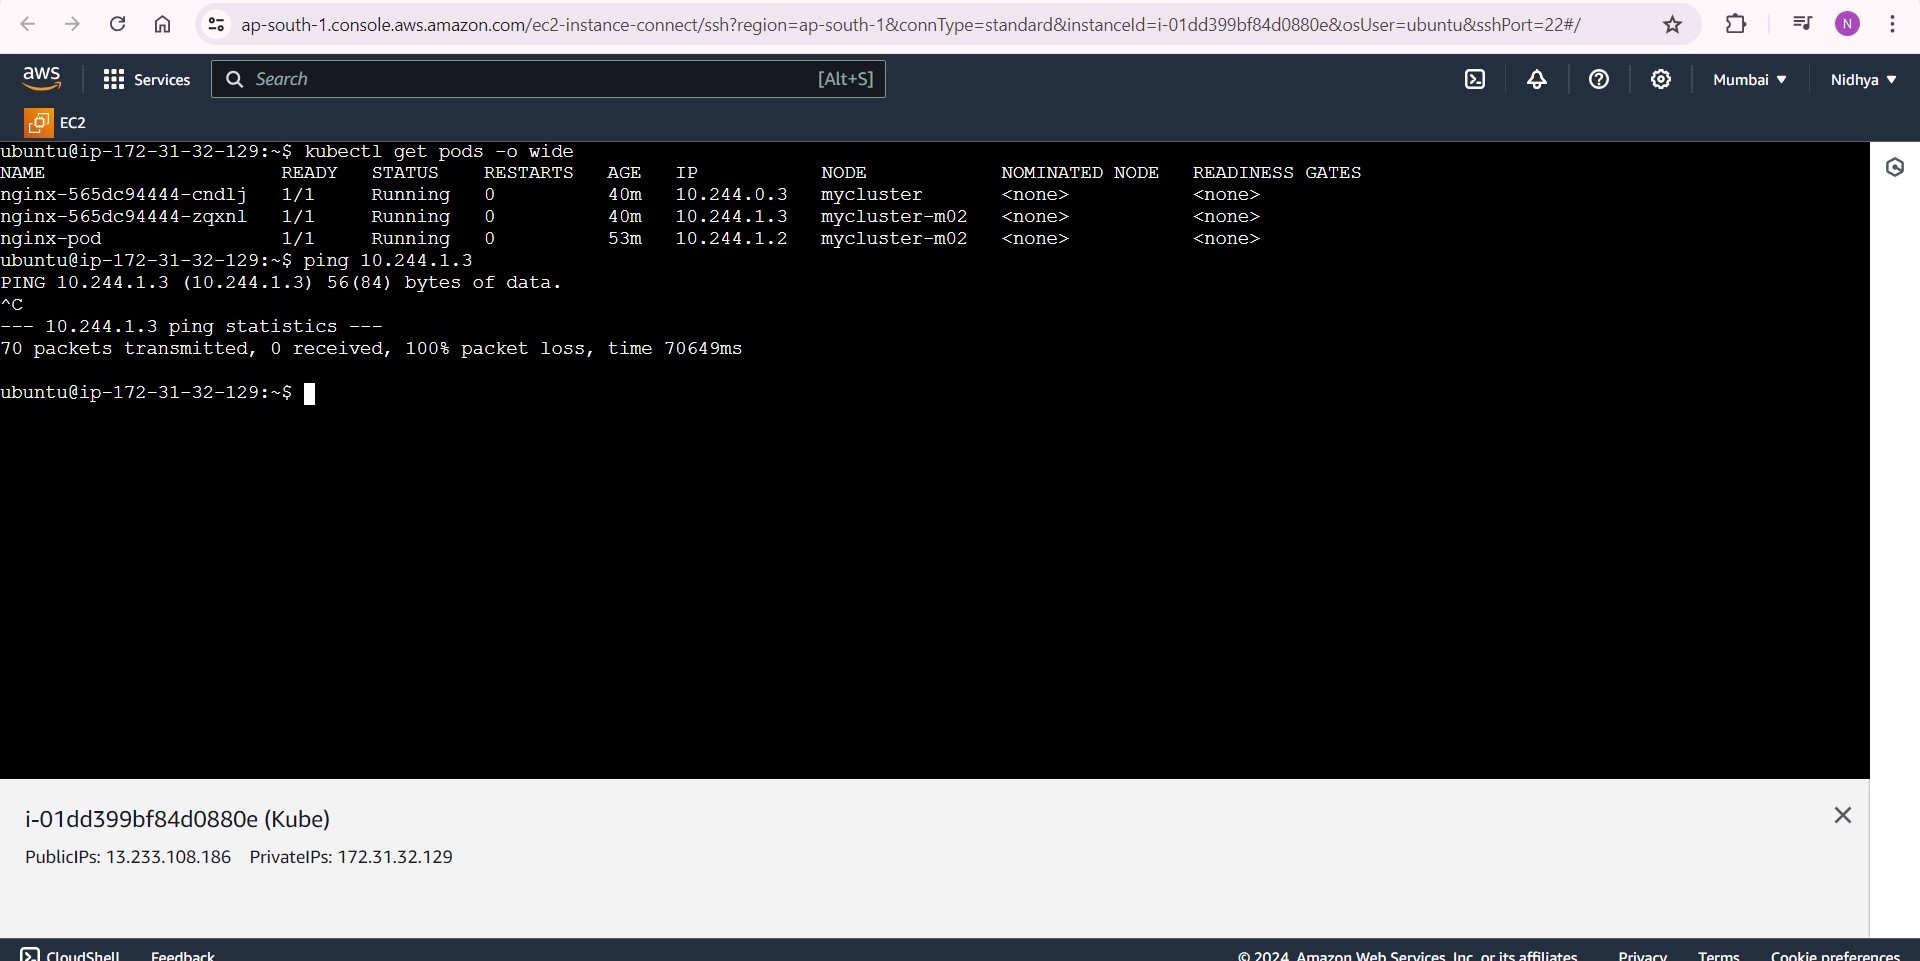 ap-south-1.console.aws.amazon.com/ec2-instance-connect/ssh?region=ap-south-1&connType=standard&instanceId=i-01dd399bf84d0880e&osUser=ubuntu&sshPort=22#/
N
aws
Services
Search
[Alt+S]
Mumbai
Nidhya
EC2
ubuntu@ip-172-31-32-129:~$ kubectl get pods -o wide
NAME READY STATUS RESTARTS AGE IP NODE NOMINATED NODE READINESS GATES
nginx-565dc94444-cndlj 1/1 Running 0 40m 10.244.0.3 mycluster <none> <none>
nginx-565dc94444-zqxnl 1/1 Running 0 40m 10.244.1.3 mycluster-m02 <none> <none>
nginx-pod 1/1 Running 0 53m 10.244.1.2 mycluster-m02 <none> <none>
ubuntu@ip-172-31-32-129:~$ ping 10.244.1.3
PING 10.244.1.3 (10.244.1.3) 56(84) bytes of data.
^C
--- 10.244.1.3 ping statistics ---
70 packets transmitted, 0 received, 100% packet loss, time 70649ms
ubuntu@ip-172-31-32-129:~$
i-01dd399bf84d0880e (Kube)
PublicIPs: 13.233.108.186 PrivateIPs: 172.31.32.129
CloudShell Feedback © 2024, Amazon Web Services, Inc. or its affiliates. Privacy Terms Cookie preferences